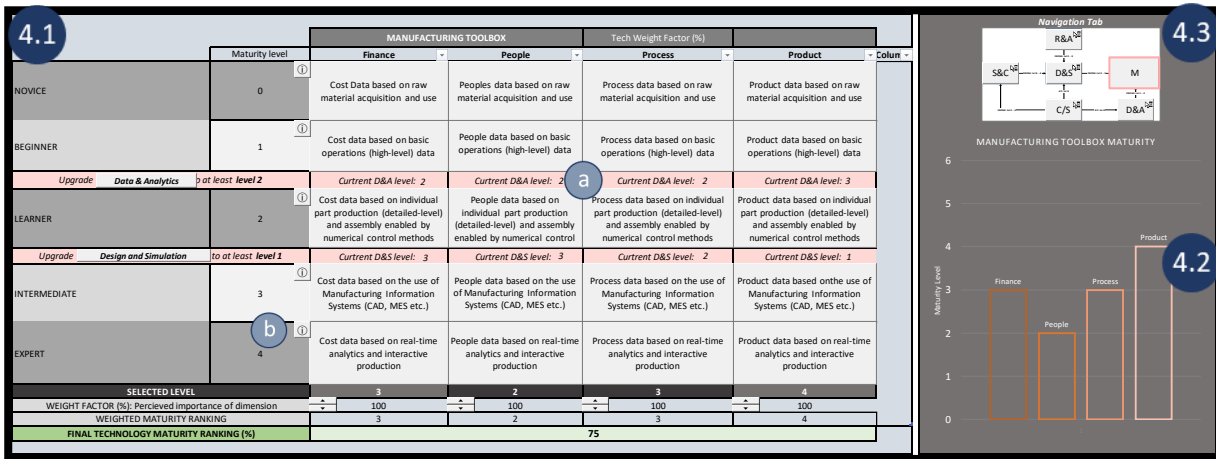 4.1
MANUFACTURING TOOLBOX
Tech Weight Factor (%)
Maturity level
Finance
People
Process
Product
Colun
NOVICE
0
Cost Data based on raw
material acquisition and use
Peoples data based on raw
material acquisition and use
Process data based on raw
material acquisition and use
Product data based on raw
material acquisition and use
BEGINNER
1
Cost data based on basic
operations (high-level) data
People data based on basic
operations (high-level) data
Process data based on basic
operations (high-level) data
Product data based on basic
operations (high-level) data
Upgrade Data & Analytics o at least level 2
Curtrent D&A level: 2
Curtrent D&A level: 2
a
Curtrent D&A level: 2
Curtrent D&A level: 3
LEARNER
2
Cost data based on individual
part production (detailed-level)
and assembly enabled by
numerical control methods
People data based on
individual part production
(detailed-level) and assembly
enabled by numerical control
Process data based on individual
part production (detailed-level)
and assembly enabled by
numerical control methods
Product data based on individual
part production (detailed-level)
and assembly enabled by
numerical control methods
Upgrade Design and Simulation to at least level 1
Curtrent D&S level: 3
Curtrent D&S level: 3
Curtrent D&S level: 2
Curtrent D&S level: 1
INTERMEDIATE
3
Cost data based on the use of
Manufacturing Information
Systems (CAD, MES etc.)
People data based on the use
of Manufacturing Information
Systems (CAD, MES etc.)
Process data based on the use of
Manufacturing Information
Systems (CAD, MES etc.)
Product data based onthe use of
Manufacturing Information
Systems (CAD, MES etc.)
b
EXPERT
4
Cost data based on real-time
analytics and interactive
production
People data based on real-time
analytics and interactive
production
Process data based on real-time
analytics and interactive
production
Product data based on real-time
analytics and interactive
production
SELECTED LEVEL 3 2 3 4
WEIGHT FACTOR (%): Percieved importance of dimension 100 100 100 100
WEIGHTED MATURITY RANKING 3 2 3 4
FINAL TECHNOLOGY MATURITY RANKING (%) 75
Navigation Tab
4.3
R&A
S&C
D&S
M
C/S
D&A
MANUFACTURING TOOLBOX MATURITY
4.2
Maturity Level
6
5
4
3
2
1
0
Finance
People
Process
Product